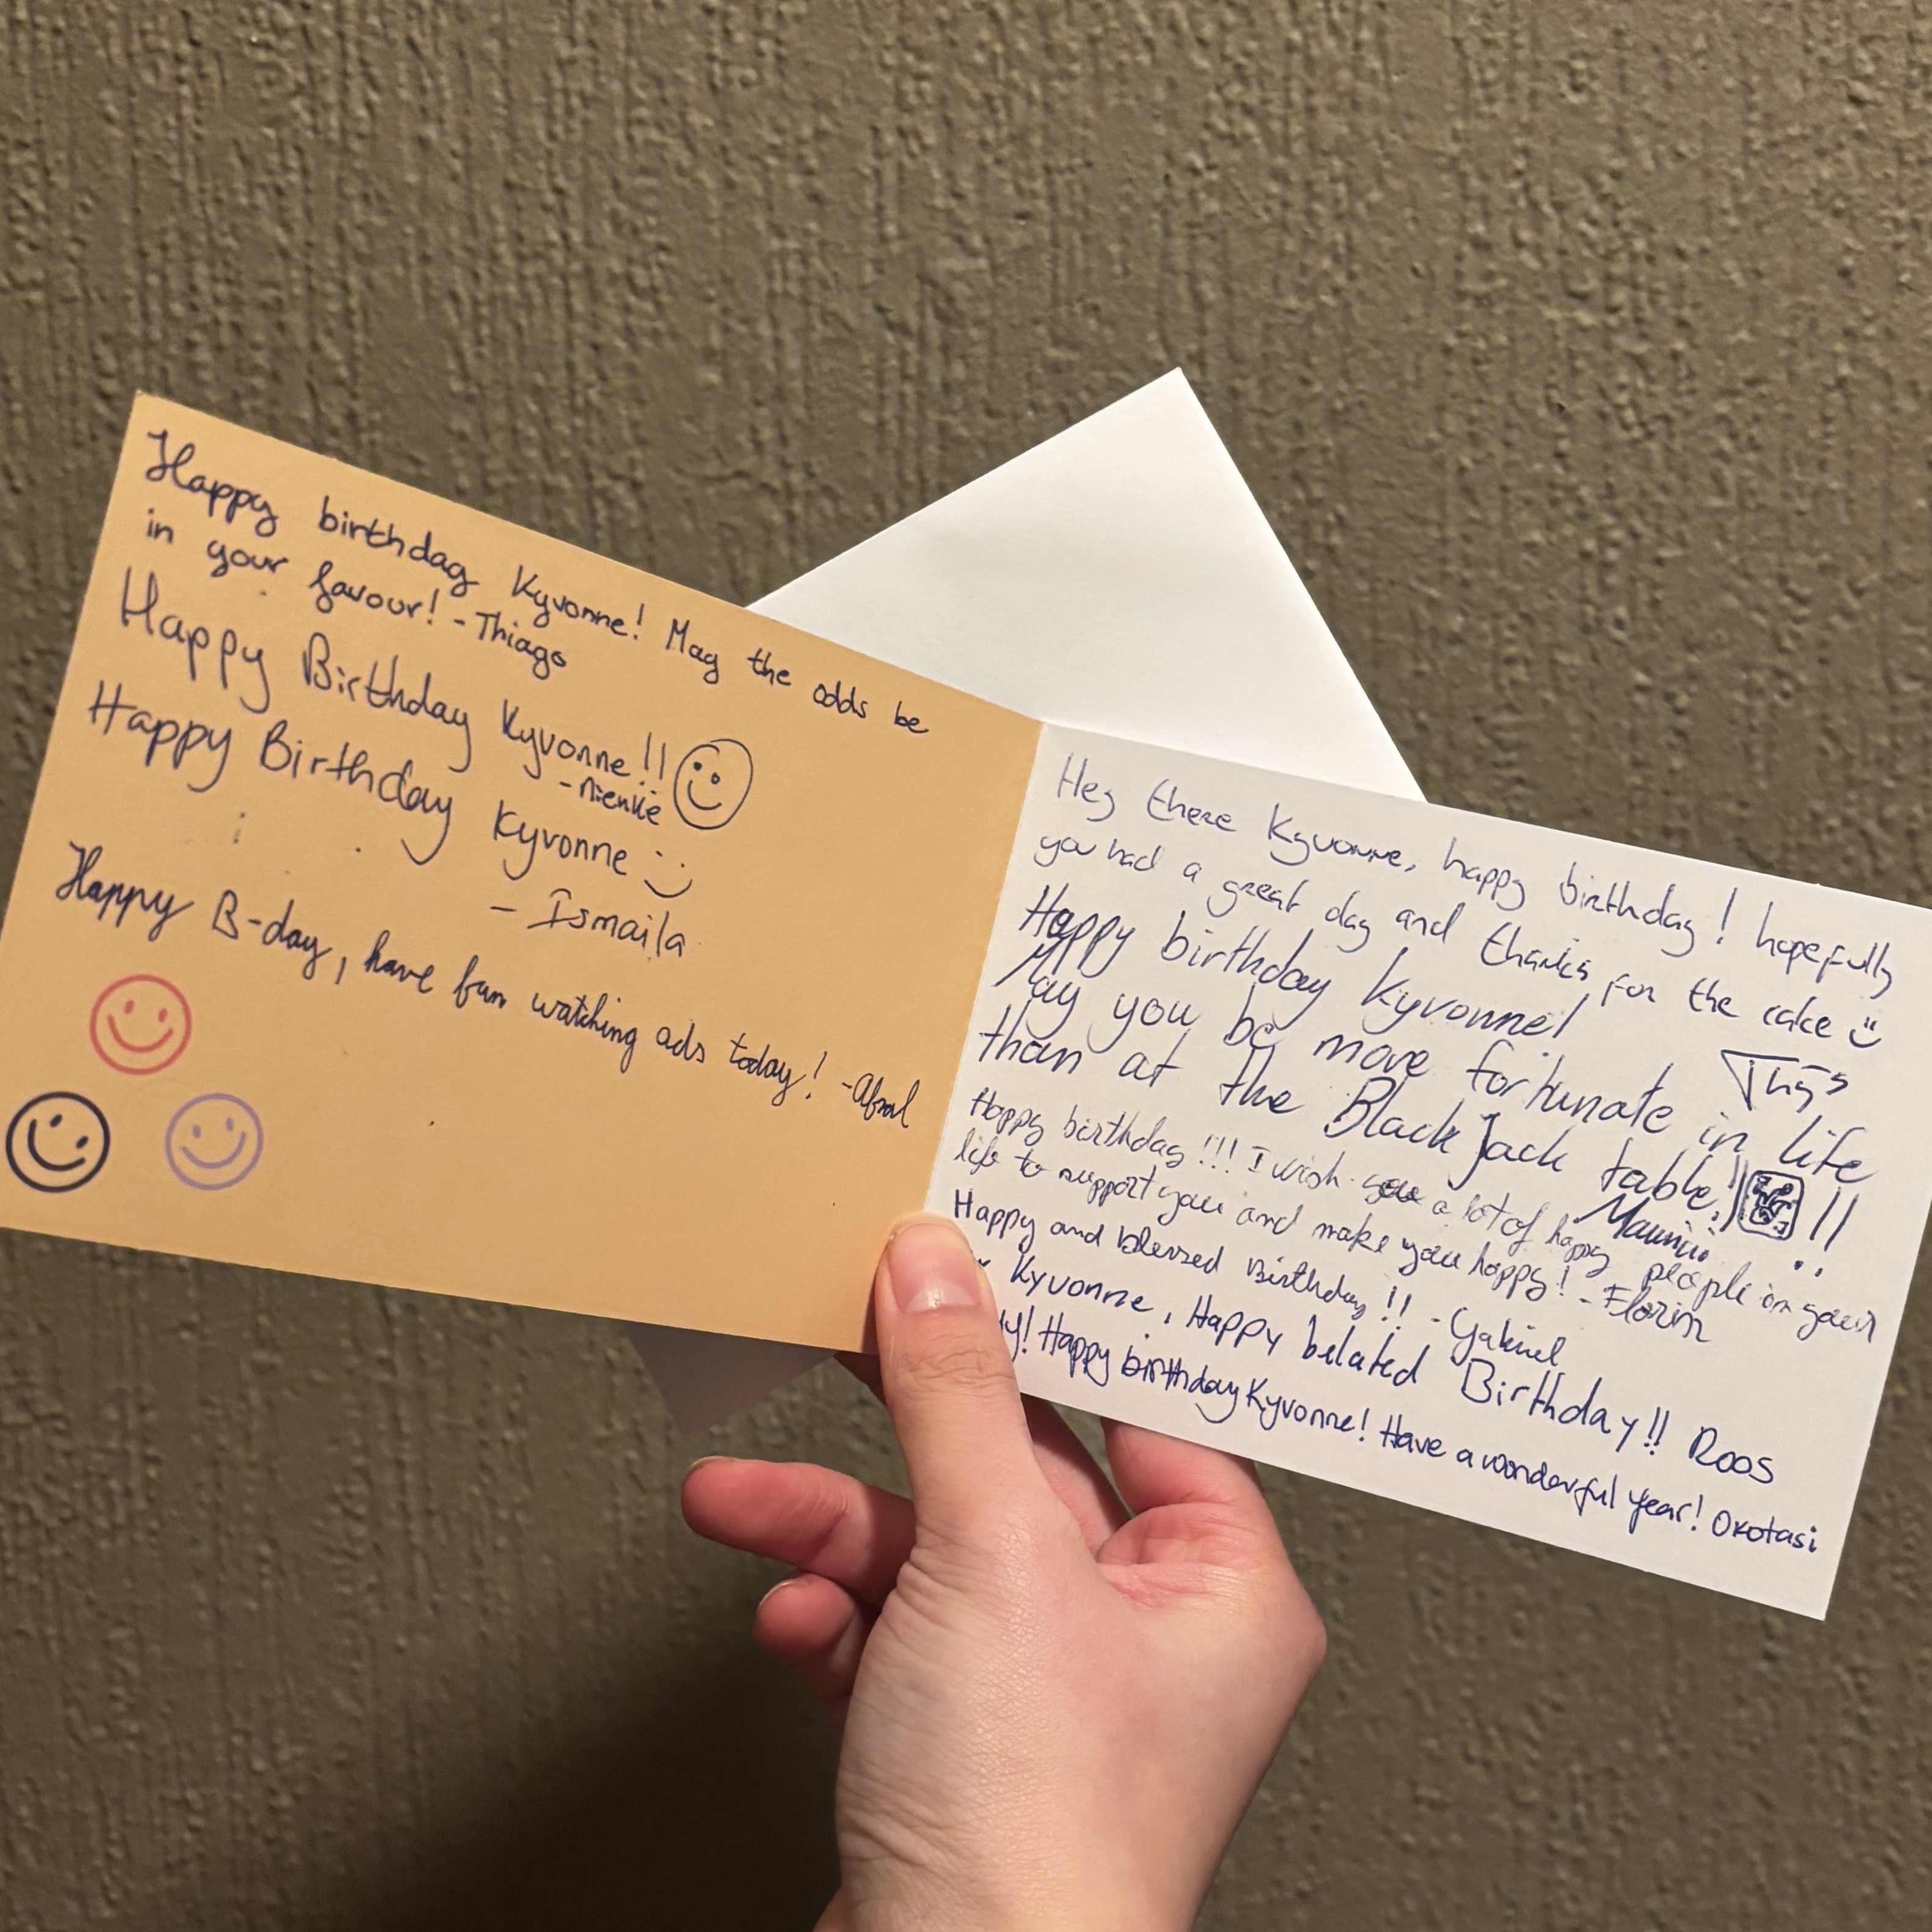 Happy birthday Kyvonne! May the odds be
in your favour! - Thiago
Happy Birthday Kyvonne!!
- Nienke
Happy Birthday Kyvonne :)
- Ismaila
Happy B-day, have fun watching ads today! -
Hey there Kyvonne, happy birthday! hopefully
you had a great day and thanks for the cake :)
Thijs
Happy birthday Kyvonne!
May you be more fortunate in life
than at the Black Jack table!! !!
Happy birthday!!! I wish you a lot of happy people in your
life to support you and make you happy! - Florin
Happy and blessed Birthday!! - Gabriel
Kyvonne, Happy belated Birthday!! Roos
Happy birthday Kyvonne! Have a wonderful year! Okotasi